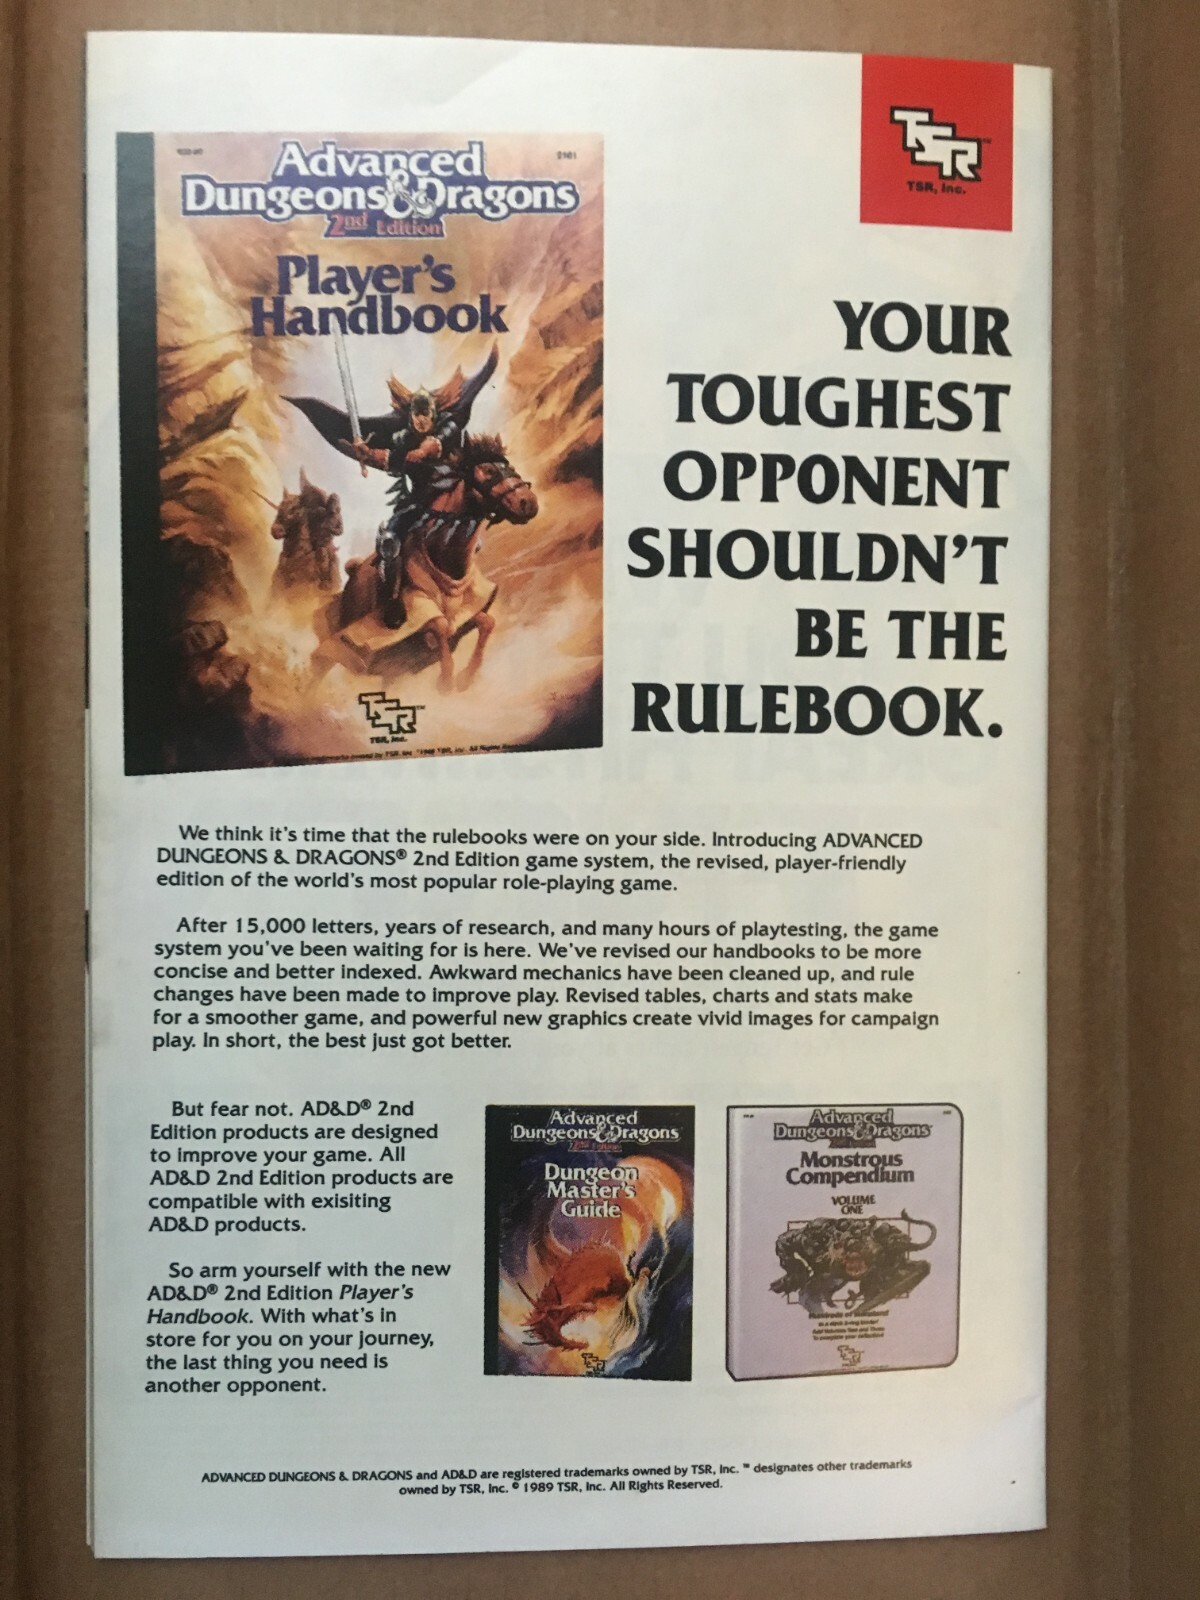 TSR™
TSR, Inc.
Advanced
Dungeons & Dragons
2nd Edition
2101
Player's
Handbook
TSR™
TSR, Inc.
YOUR
TOUGHEST
OPPONENT
SHOULDN'T
BE THE
RULEBOOK.
We think it's time that the rulebooks were on your side. Introducing ADVANCED
DUNGEONS & DRAGONS® 2nd Edition game system, the revised, player-friendly
edition of the world's most popular role-playing game.
After 15,000 letters, years of research, and many hours of playtesting, the game
system you've been waiting for is here. We've revised our handbooks to be more
concise and better indexed. Awkward mechanics have been cleaned up, and rule
changes have been made to improve play. Revised tables, charts and stats make
for a smoother game, and powerful new graphics create vivid images for campaign
play. In short, the best just got better.
But fear not. AD&D® 2nd
Edition products are designed
to improve your game. All
AD&D 2nd Edition products are
compatible with exisiting
AD&D products.
So arm yourself with the new
AD&D® 2nd Edition Player's
Handbook. With what's in
store for you on your journey,
the last thing you need is
another opponent.
Advanced
Dungeons & Dragons
2nd Edition
Dungeon
Master's
Guide
TSR
Advanced
Dungeons & Dragons
Monstrous
Compendium
VOLUME
ONE
TSR
ADVANCED DUNGEONS & DRAGONS and AD&D are registered trademarks owned by TSR, Inc. ™ designates other trademarks
owned by TSR, Inc. © 1989 TSR, Inc. All Rights Reserved.